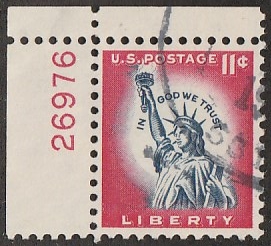 26976
U.S. POSTAGE 11¢
IN GOD WE TRUST
LIBERTY